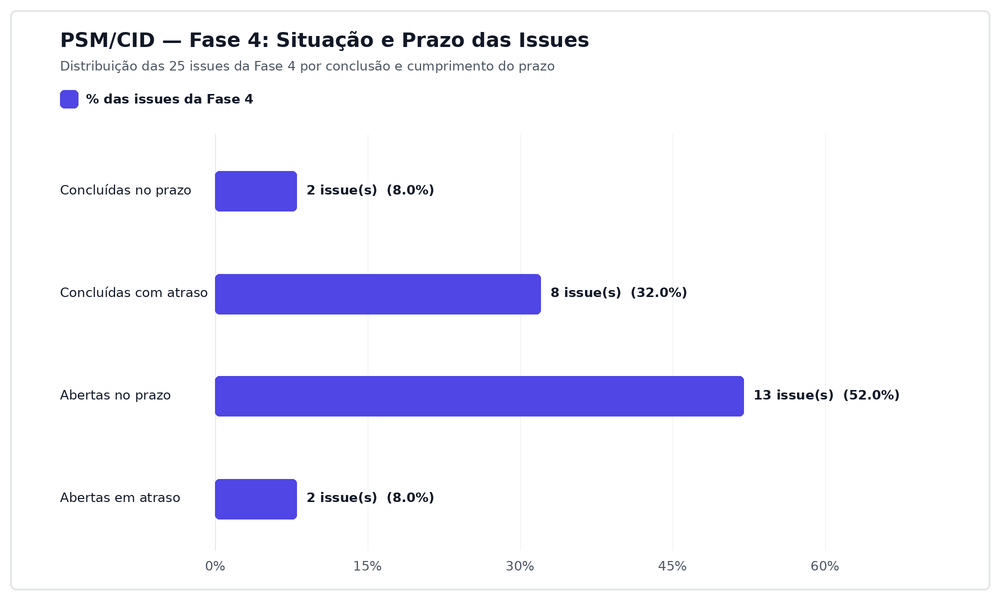 PSM/CID — Fase 4: Situação e Prazo das Issues
Distribuição das 25 issues da Fase 4 por conclusão e cumprimento do prazo
% das issues da Fase 4
Concluídas no prazo
2 issue(s) (8.0%)
Concluídas com atraso
8 issue(s) (32.0%)
Abertas no prazo
13 issue(s) (52.0%)
Abertas em atraso
2 issue(s) (8.0%)
0% 15% 30% 45% 60%